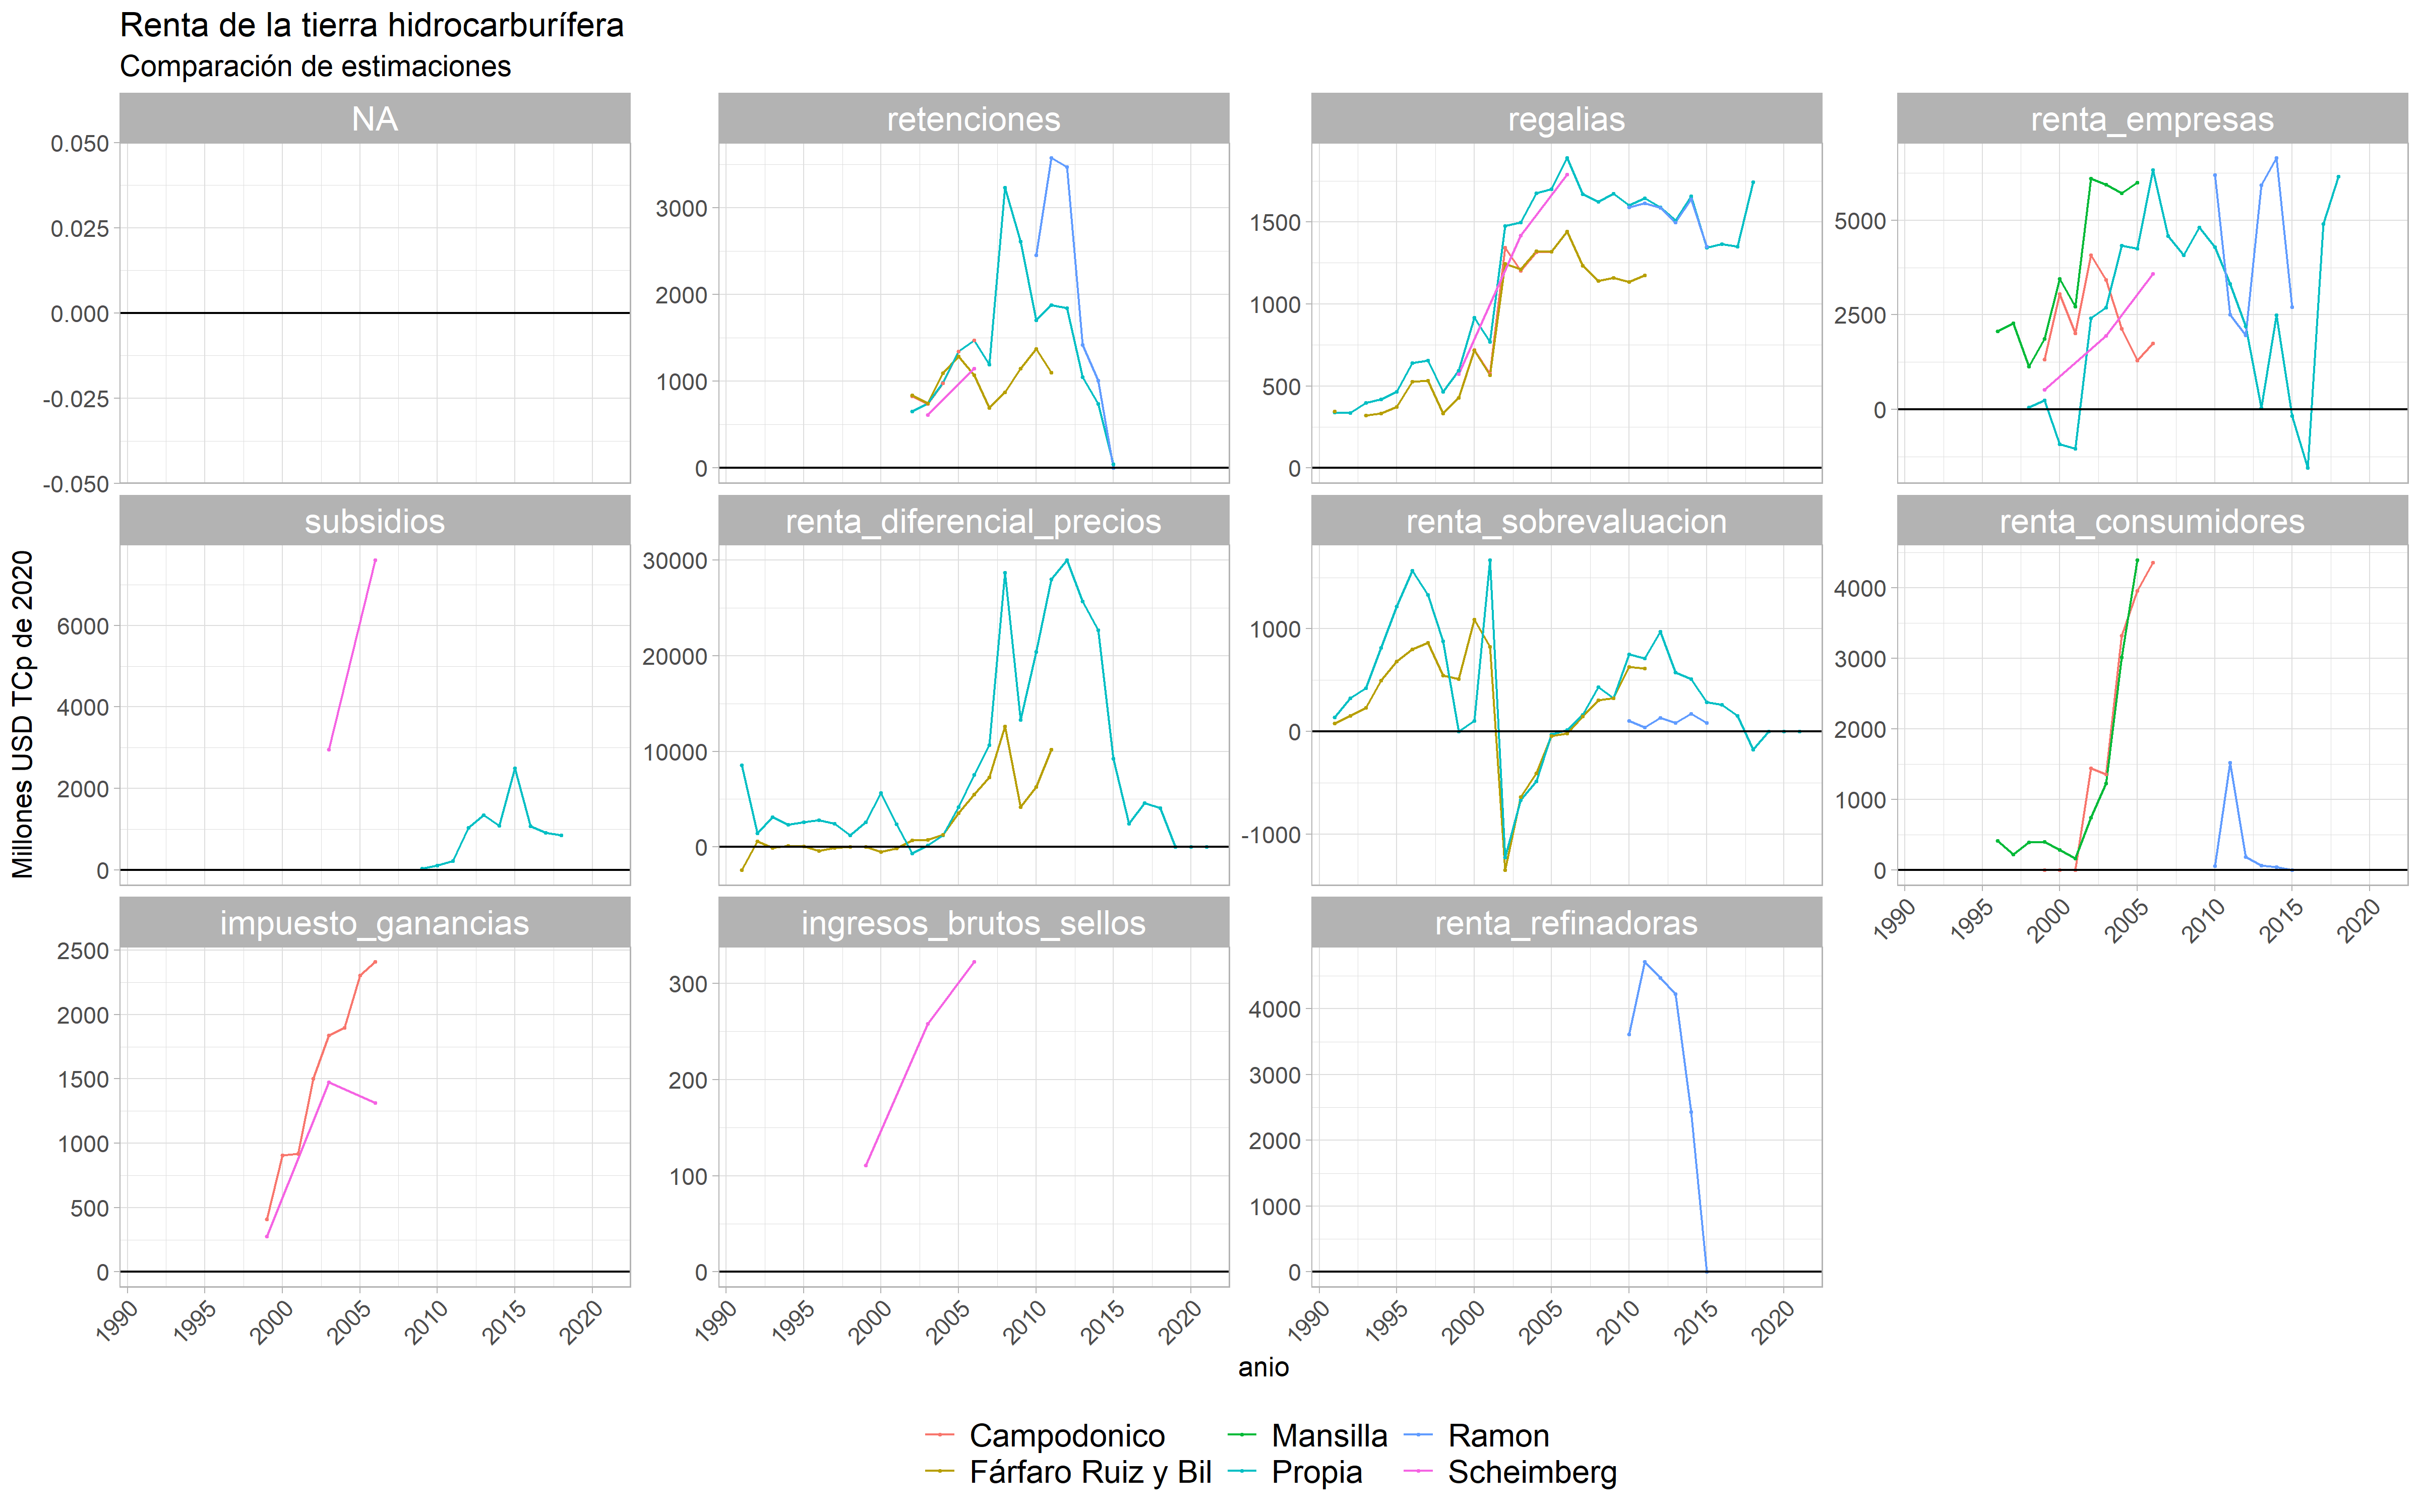 Renta de la tierra hidrocarburífera
Comparación de estimaciones
NA
retenciones
regalias
renta_empresas
0.050
0.025
0.000
-0.025
-0.050
3000
2000
1000
0
1500
1000
500
0
5000
2500
0
subsidios
renta_diferencial_precios
renta_sobrevaluacion
renta_consumidores
Millones USD TCp de 2020
6000
4000
2000
0
30000
20000
10000
0
1000
0
-1000
4000
3000
2000
1000
0
1990 1995 2000 2005 2010 2015 2020
impuesto_ganancias
ingresos_brutos_sellos
renta_refinadoras
2500
2000
1500
1000
500
0
300
200
100
0
4000
3000
2000
1000
0
1990 1995 2000 2005 2010 2015 2020
1990 1995 2000 2005 2010 2015 2020
1990 1995 2000 2005 2010 2015 2020
anio
Campodonico
Mansilla
Ramon
Fárfaro Ruiz y Bil
Propia
Scheimberg